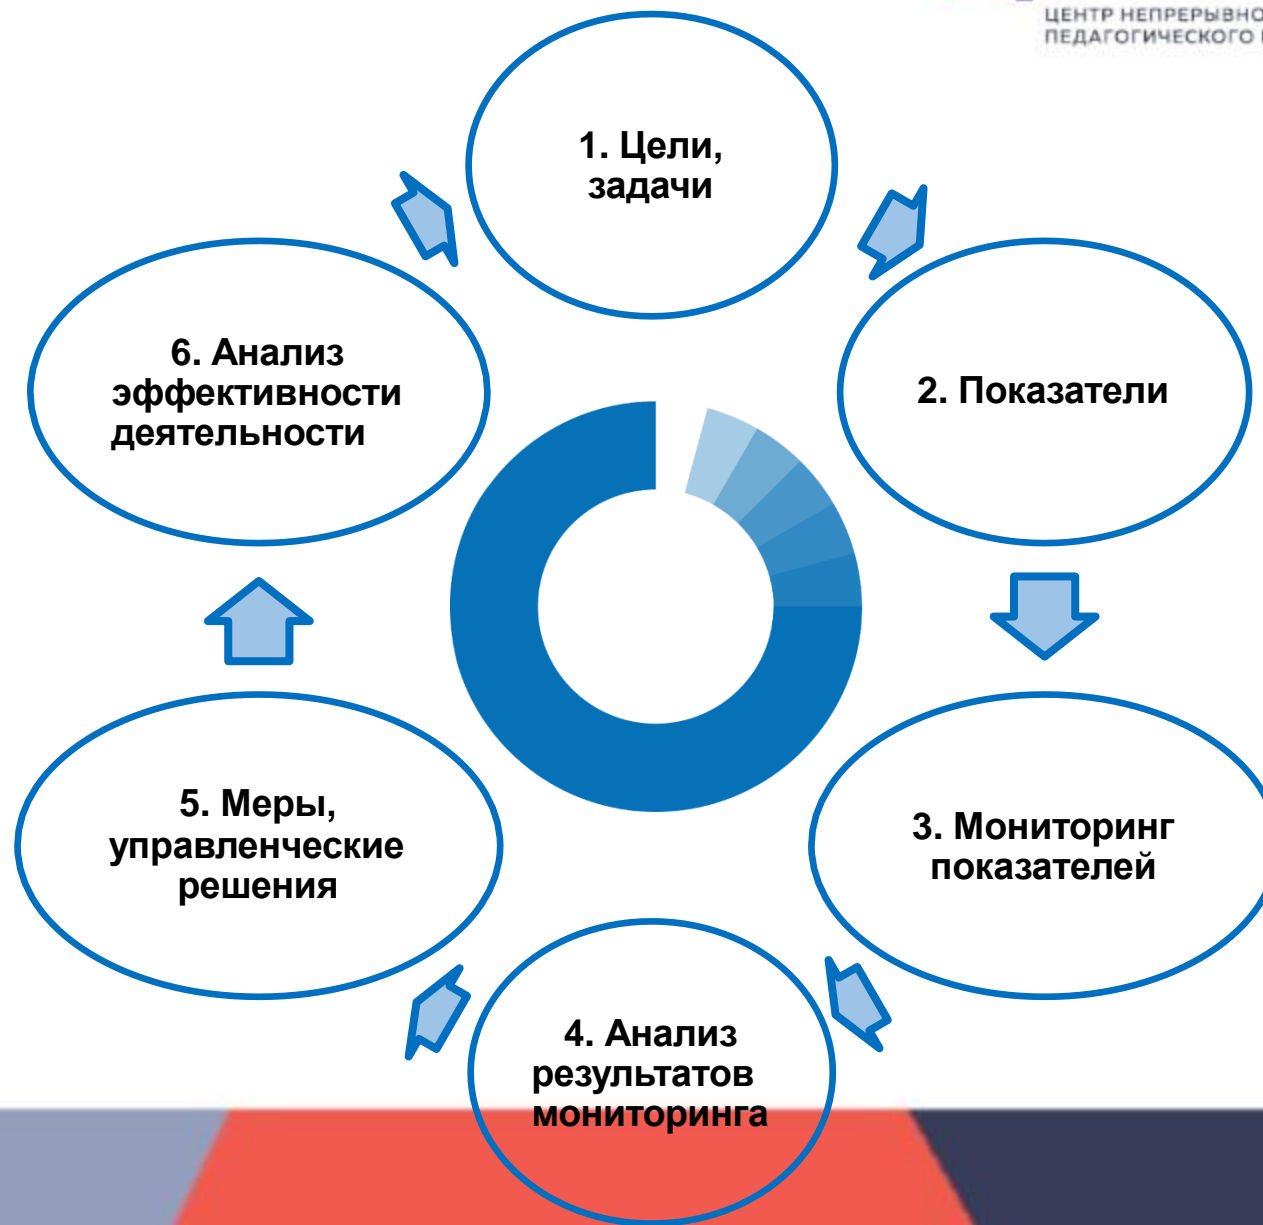 ЦЕНТР НЕПРЕРЫВНО
ПЕДАГОГИЧЕСКОГО
1. Цели,
задачи
2. Показатели
3. Мониторинг
показателей
4. Анализ
результатов
мониторинга
5. Меры,
управленческие
решения
6. Анализ
эффективности
деятельности